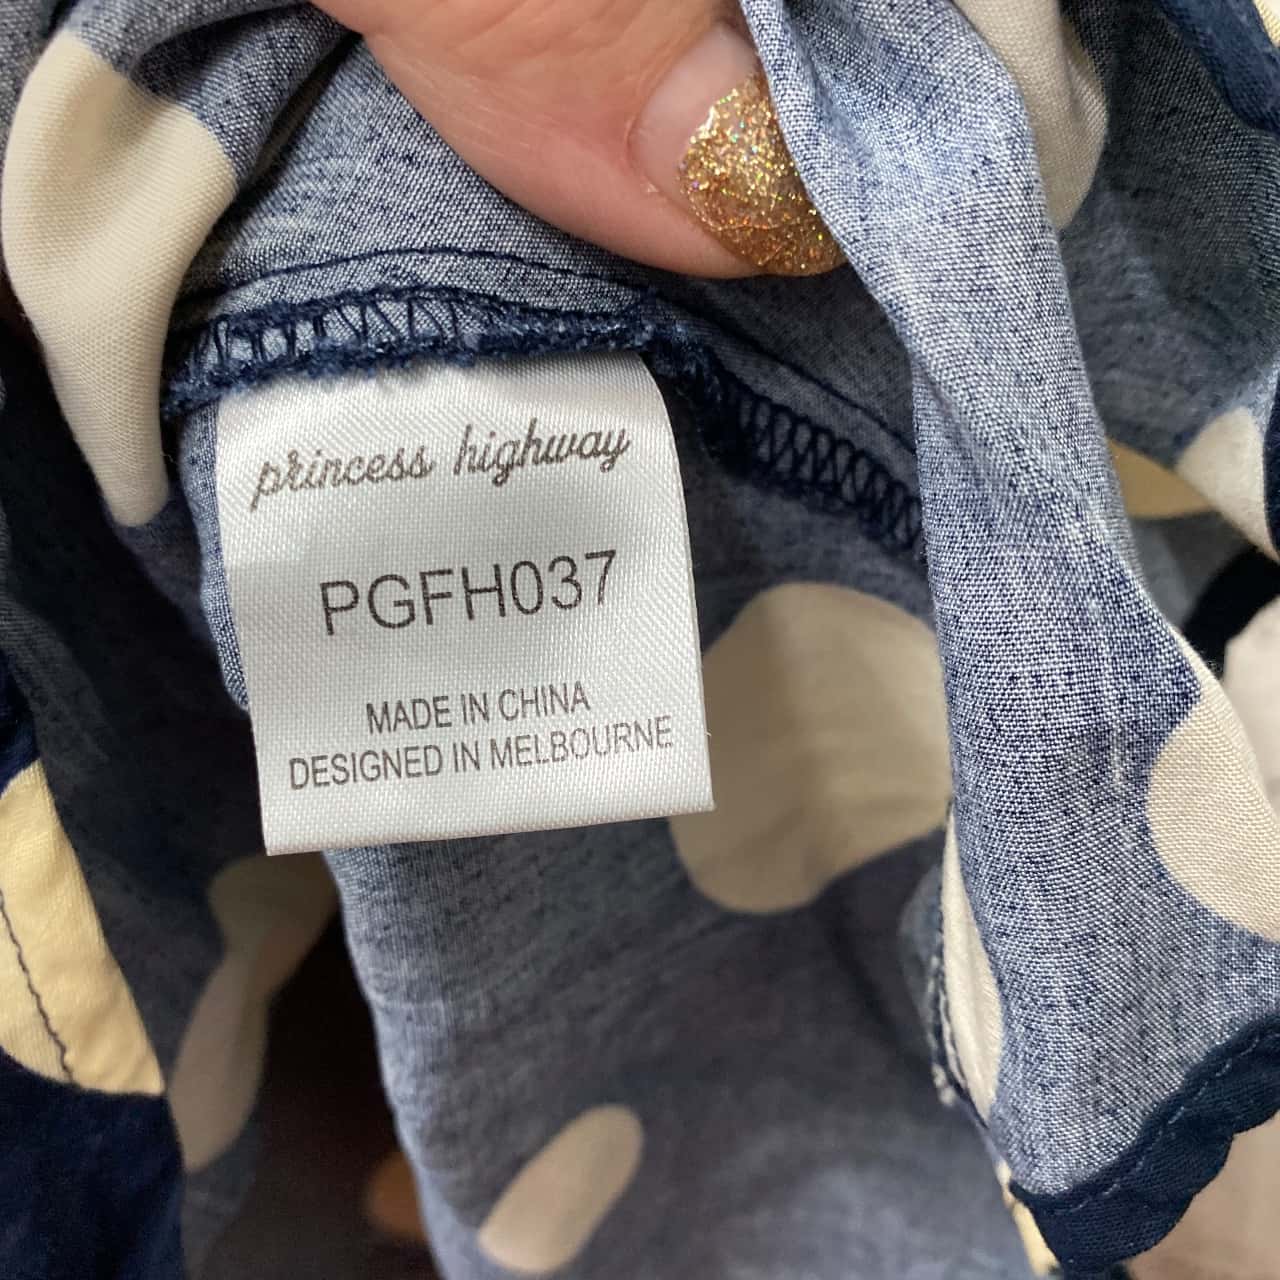 princess highway
PGFH037
MADE IN CHINA
DESIGNED IN MELBOURNE